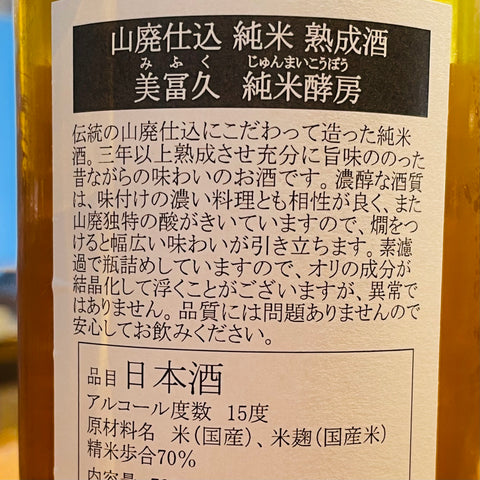 山廃仕込 純米 熟成酒
みふく じゅんまいこうぼう
美冨久 純米酵房
伝統の山廃仕込にこだわって造った純米
酒。三年以上熟成させ充分に旨味ののった
昔ながらの味わいのお酒です。濃醇な酒質
は、味付けの濃い料理とも相性が良く、また
山廃独特の酸がきいていますので、燗をつ
けると幅広い味わいが引き立ちます。素濾
過で瓶詰めしていますので、オリの成分が
結晶化して浮くことがございますが、異常で
はありません。品質には問題ありませんので
安心してお飲みください。
品目 日本酒
アルコール度数 15度
原材料名 米(国産)、米麹(国産米)
精米歩合70%
内容量